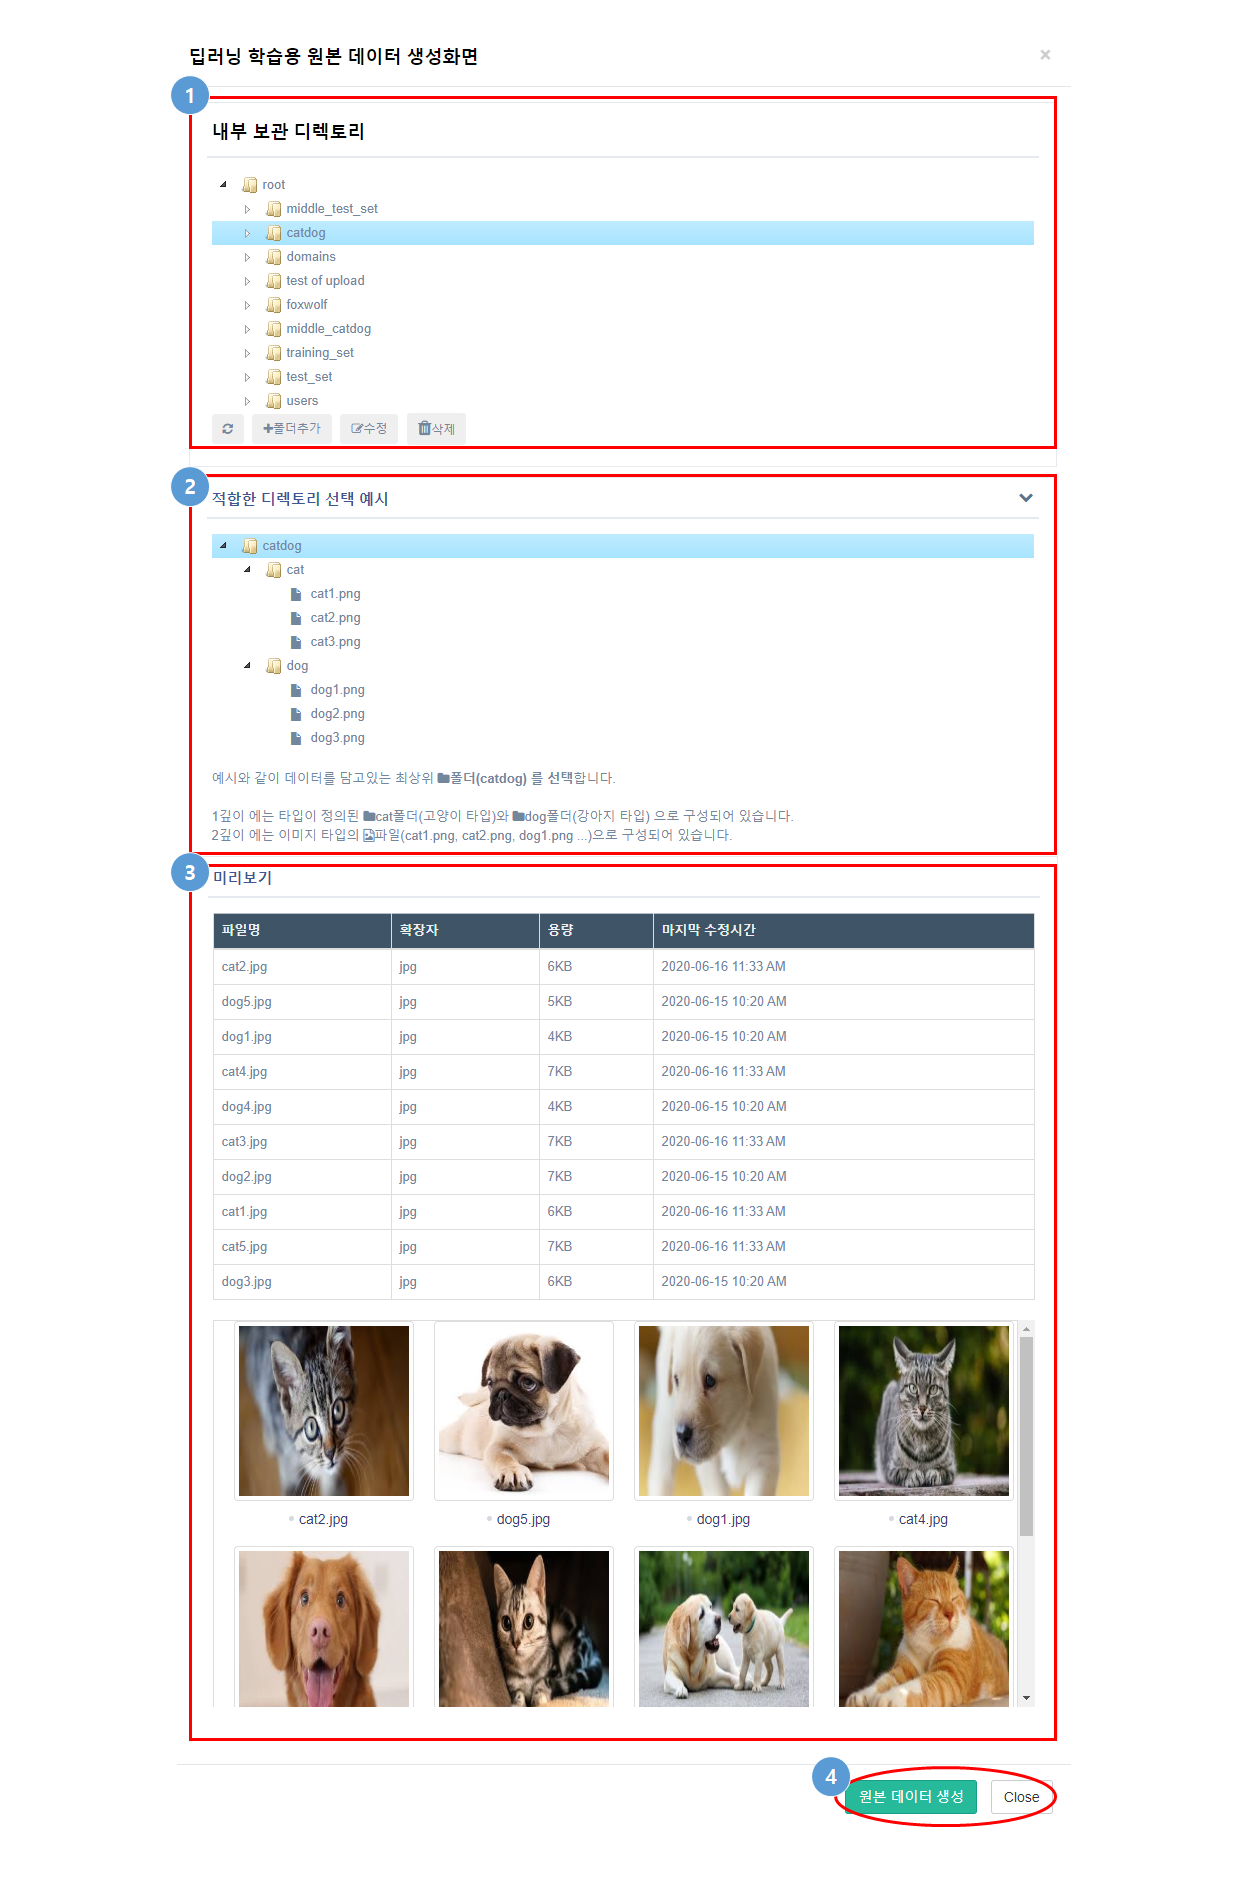 딥러닝 학습용 원본 데이터 생성화면
×
1
내부 보관 디렉토리
root
middle_test_set
catdog
domains
test of upload
foxwolf
middle_catdog
training_set
test_set
users
폴더추가 수정 삭제
2
적합한 디렉토리 선택 예시
catdog
cat
cat1.png
cat2.png
cat3.png
dog
dog1.png
dog2.png
dog3.png
예시와 같이 데이터를 담고있는 최상위 폴더(catdog) 를 선택합니다.
1깊이 에는 타입이 정의된 cat폴더(고양이 타입)와 dog폴더(강아지 타입) 으로 구성되어 있습니다.
2깊이 에는 이미지 타입의 파일(cat1.png, cat2.png, dog1.png ...)으로 구성되어 있습니다.
3
미리보기
파일명 확장자 용량 마지막 수정시간
cat2.jpg jpg 6KB 2020-06-16 11:33 AM
dog5.jpg jpg 5KB 2020-06-15 10:20 AM
dog1.jpg jpg 4KB 2020-06-15 10:20 AM
cat4.jpg jpg 7KB 2020-06-16 11:33 AM
dog4.jpg jpg 4KB 2020-06-15 10:20 AM
cat3.jpg jpg 7KB 2020-06-16 11:33 AM
dog2.jpg jpg 7KB 2020-06-15 10:20 AM
cat1.jpg jpg 6KB 2020-06-16 11:33 AM
cat5.jpg jpg 7KB 2020-06-16 11:33 AM
dog3.jpg jpg 6KB 2020-06-15 10:20 AM
cat2.jpg dog5.jpg dog1.jpg cat4.jpg
4
원본 데이터 생성 Close